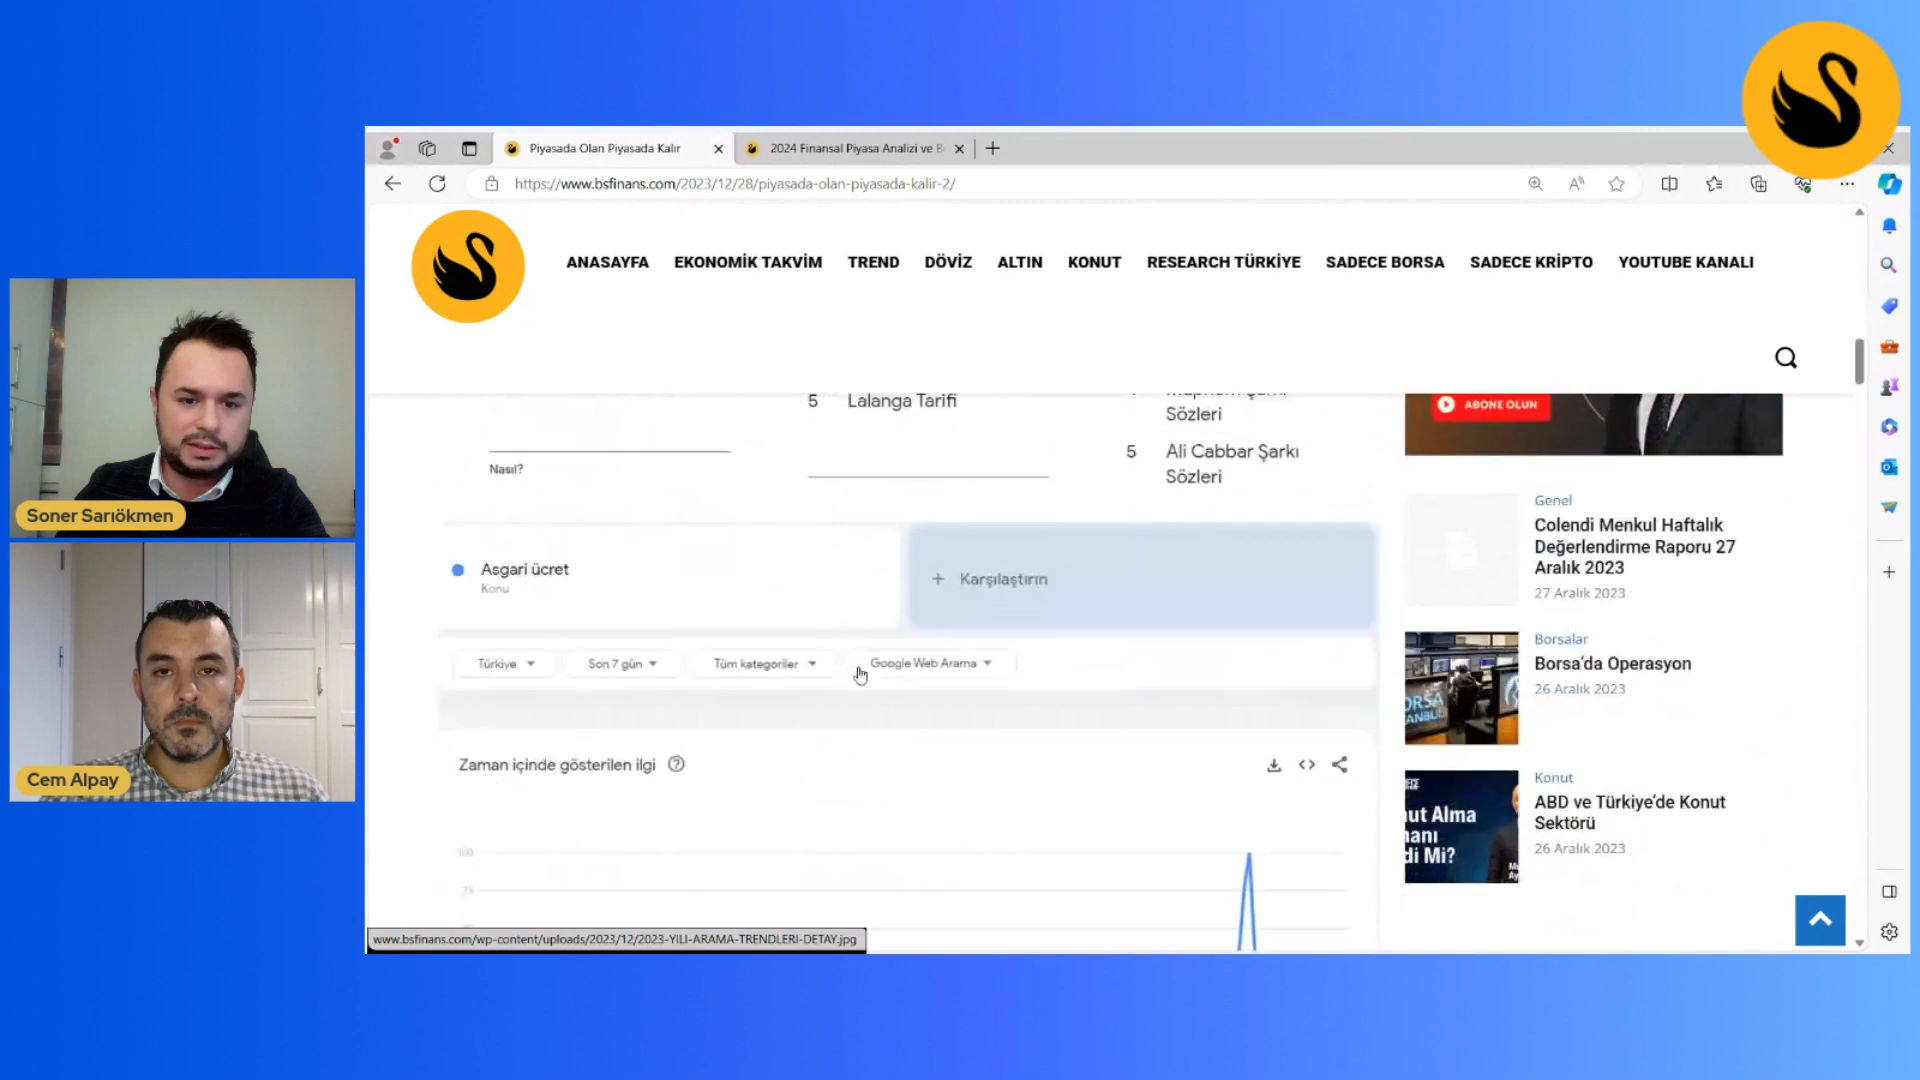 Piyasada Olan Piyasada Kalır
2024 Finansal Piyasa Analizi ve B
https://www.bsfinans.com/2023/12/28/piyasada-olan-piyasada-kalir-2/
ANASAYFA EKONOMİK TAKVİM TREND DÖVİZ ALTIN KONUT RESEARCH TÜRKİYE SADECE BORSA SADECE KRİPTO YOUTUBE KANALI
5 Lalanga Tarifi
Sözleri
5 Ali Cabbar Şarkı
Sözleri
Nasıl?
ABONE OLUN
Asgari ücret
Konu
+ Karşılaştırın
Türkiye Son 7 gün Tüm kategoriler Google Web Arama
Zaman içinde gösterilen ilgi
100
75
www.bsfinans.com/wp-content/uploads/2023/12/2023-YILI-ARAMA-TRENDLERI-DETAY.jpg
Genel
Colendi Menkul Haftalık
Değerlendirme Raporu 27
Aralık 2023
27 Aralık 2023
Borsalar
Borsa'da Operasyon
26 Aralık 2023
Konut
ABD ve Türkiye'de Konut
Sektörü
26 Aralık 2023
ut Alma
di Mi?
Soner Sarıökmen
Cem Alpay